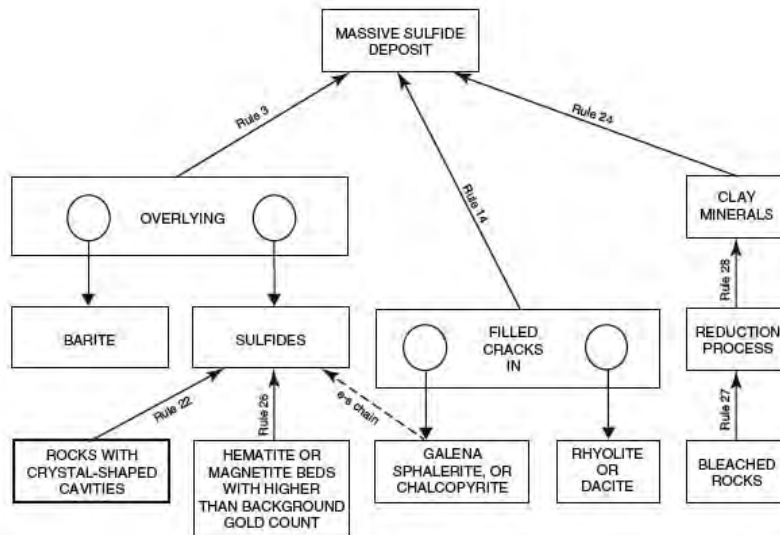 MASSIVE SULFIDE
DEPOSIT
Rule 3
Rule 14
Rule 24
OVERLYING
CLAY
MINERALS
Rule 28
BARITE
SULFIDES
FILLED
CRACKS
IN
REDUCTION
PROCESS
Rule 22
Rule 26
e-s chain
Rule 27
ROCKS WITH
CRYSTAL-SHAPED
CAVITIES
HEMATITE OR
MAGNETITE BEDS
WITH HIGHER
THAN BACKGROUND
GOLD COUNT
GALENA
SPHALERITE, OR
CHALCOPYRITE
RHYOLITE
OR
DACITE
BLEACHED
ROCKS